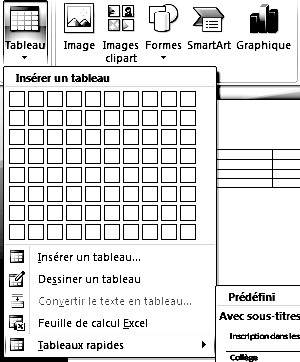 Tableau
Image
Images
clipart
Formes
SmartArt
Graphique
Insérer un tableau
Insérer un tableau...
Dessiner un tableau
Convertir le texte en tableau...
Feuille de calcul Excel
Tableaux rapides
Prédéfini
Avec sous-titres
Inscription dans les
Collège